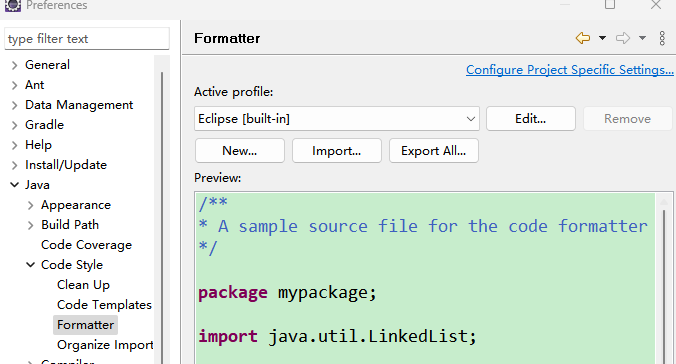 Preferences
type filter text
General
Ant
Data Management
Gradle
Help
Install/Update
Java
Appearance
Build Path
Code Coverage
Code Style
Clean Up
Code Templates
Formatter
Organize Import
Compiler
Formatter
Configure Project Specific Settings...
Active profile:
Eclipse [built-in]
Edit...
Remove
New...
Import...
Export All...
Preview:
/**
* A sample source file for the code formatter
*/
package mypackage;
import java.util.LinkedList;